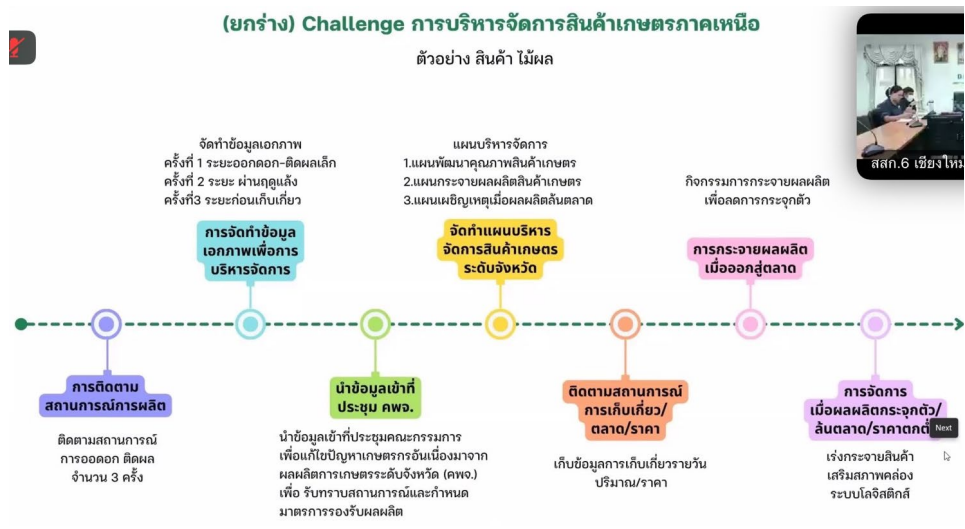 (ยกร่าง) Challenge การบริหารจัดการสินค้าเกษตรภาคเหนือ
ตัวอย่าง สินค้า ไม้ผล
สสก.6 เชียงใหม่
จัดทำข้อมูลเอกภาพ
ครั้งที่ 1 ระยะออกดอก-ติดผลเล็ก
ครั้งที่ 2 ระยะ ผ่านฤดูแล้ง
ครั้งที่3 ระยะก่อนเก็บเกี่ยว
การจัดทำข้อมูล
เอกภาพเพื่อการ
บริหารจัดการ
แผนบริหารจัดการ
1.แผนพัฒนาคุณภาพสินค้าเกษตร
2.แผนกระจายผลผลิตสินค้าเกษตร
3.แผนเผชิญเหตุเมื่อผลผลิตล้นตลาด
จัดทำแผนบริหาร
จัดการสินค้าเกษตร
ระดับจังหวัด
กิจกรรมการกระจายผลผลิต
เพื่อลดการกระจุกตัว
การกระจายผลผลิต
เมื่อออกสู่ตลาด
การติดตาม
สถานการณ์การผลิต
ติดตามสถานการณ์
การออดอก ติดผล
จำนวน 3 ครั้ง
นำข้อมูลเข้าที่
ประชุม คพจ.
นำข้อมูลเข้าที่ประชุมคณะกรรมการ
เพื่อแก้ไขปัญหาเกษตรกรอันเนื่องมาจาก
ผลผลิตการเกษตรระดับจังหวัด (คพจ.)
เพื่อ รับทราบสถานการณ์และกำหนด
มาตรการรองรับผลผลิต
ติดตามสถานการณ์
การเก็บเกี่ยว/
ตลาด/ราคา
เก็บข้อมูลการเก็บเกี่ยวรายวัน
ปริมาณ/ราคา
การจัดการ
เมื่อผลผลิตกระจุกตัว/
ล้นตลาด/ราคาตกต่ำ
Next
เร่งกระจายสินค้า
เสริมสภาพคล่อง
ระบบโลจิสติกส์